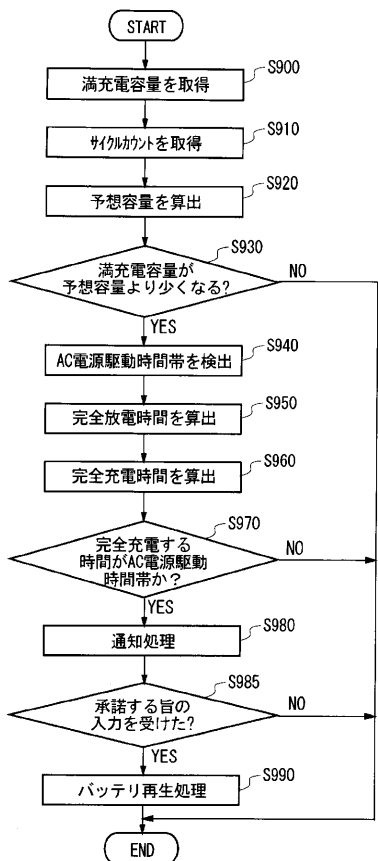 START
満充電容量を取得
S900
サイクルカウントを取得
S910
予想容量を算出
S920
満充電容量が
予想容量より少くなる?
S930
NO
YES
AC電源駆動時間帯を検出
S940
完全放電時間を算出
S950
完全充電時間を算出
S960
完全充電する
時間がAC電源駆動
時間帯か?
S970
NO
YES
通知処理
S980
承諾する旨の
入力を受けた?
S985
NO
YES
バッテリ再生処理
S990
END